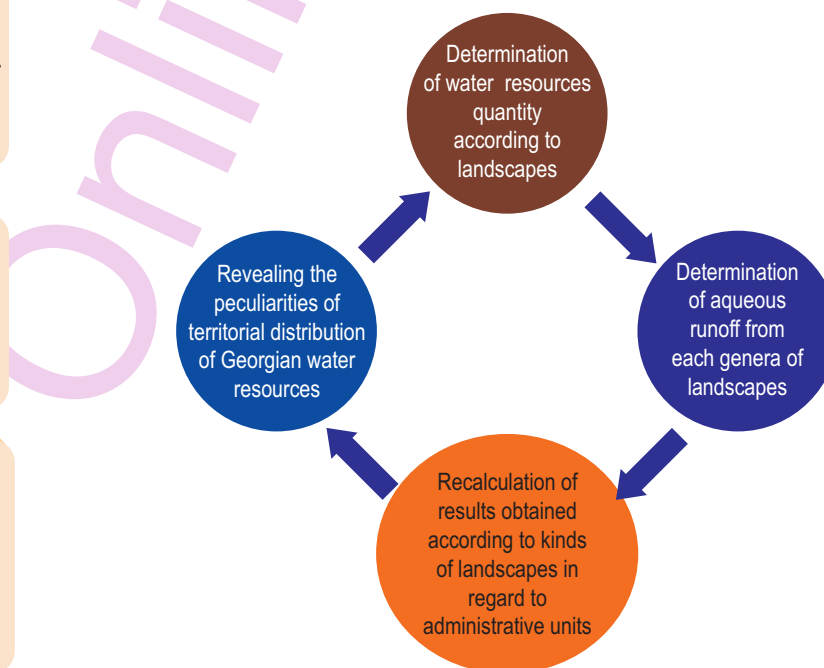 Determination
of water resources
quantity
according to
landscapes
Determination
of aqueous
runoff from
each genera of
landscapes
Recalculation of
results obtained
according to kinds
of landscapes in
regard to
administrative units
Revealing the
peculiarities of
territorial distribution
of Georgian water
resources